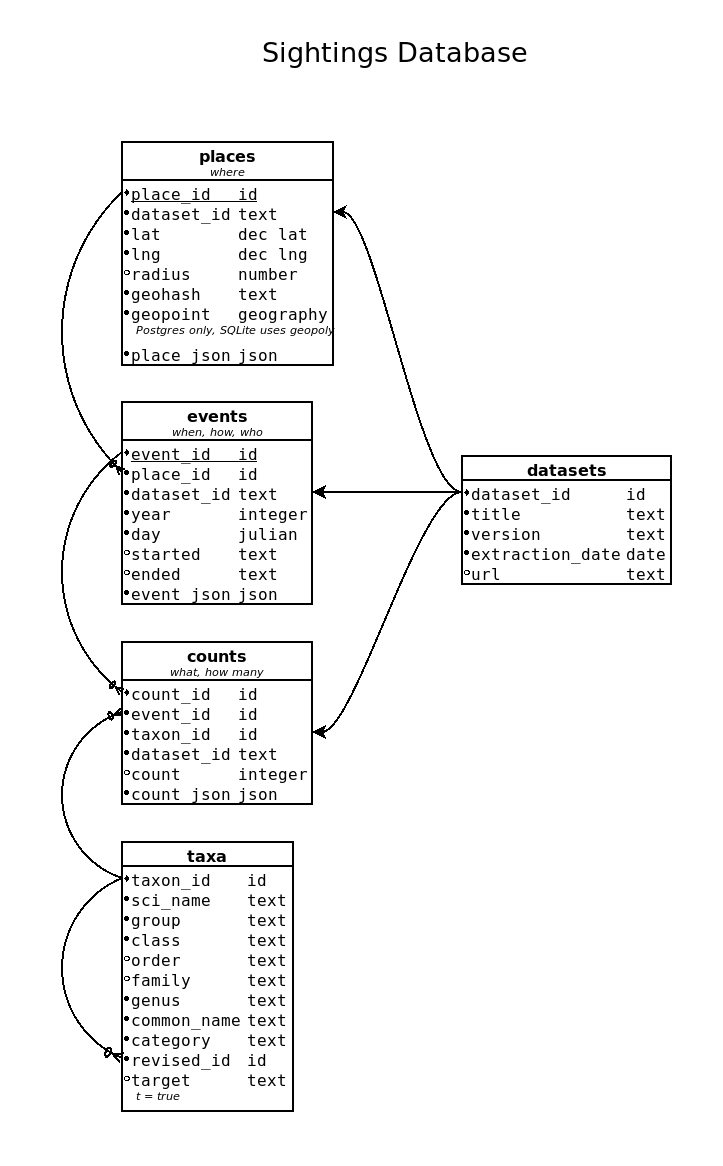 Sightings Database
places
where
place_id id
dataset_id text
lat dec lat
lng dec lng
radius number
geohash text
geopoint geography
Postgres only, SQLite uses geopoly
place_json json
events
when, how, who
event_id id
place_id id
dataset_id text
year integer
day julian
started text
ended text
event_json json
datasets
dataset_id id
title text
version text
extraction_date date
url text
counts
what, how many
count_id id
event_id id
taxon_id id
dataset_id text
count integer
count_json json
taxa
taxon_id id
sci_name text
group text
class text
order text
family text
genus text
common_name text
category text
revised_id id
target text
t = true